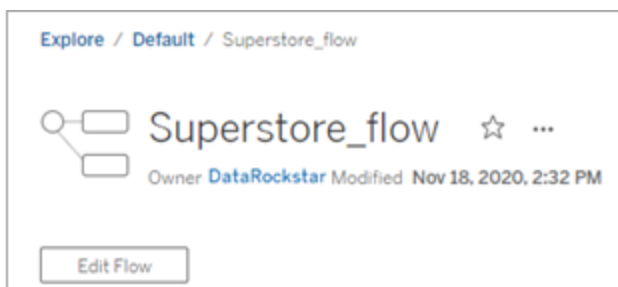 Explore / Default / Superstore_flow
Superstore_flow
Owner DataRockstar Modified Nov 18, 2020, 2:32 PM
Edit Flow